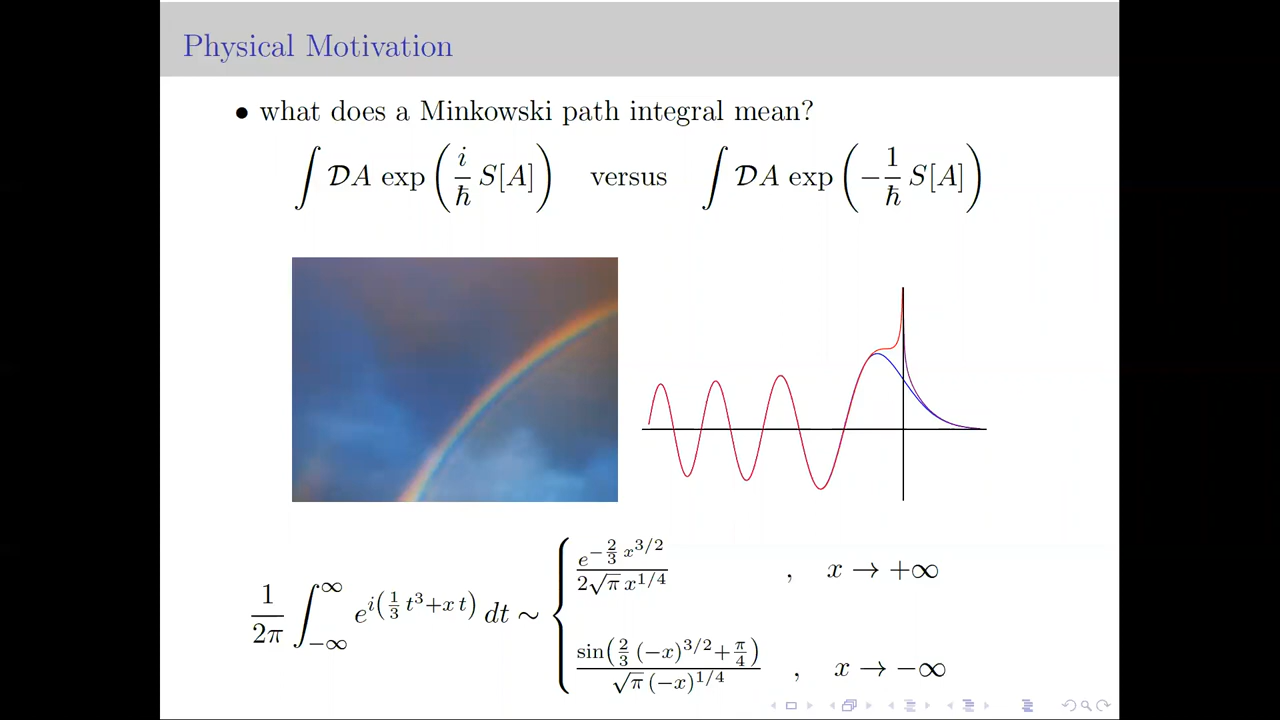 Physical Motivation
• what does a Minkowski path integral mean?
∫ 𝒟A exp(i/ℏ S[A]) versus ∫ 𝒟A exp(−1/ℏ S[A])
1/2π ∫_{−∞}^{∞} e^{i(1/3 t³+x t)} dt ∼ {
e^{−2/3 x^{3/2}} / 2√π x^{1/4} , x → +∞
sin(2/3 (−x)^{3/2}+π/4) / √π (−x)^{1/4} , x → −∞